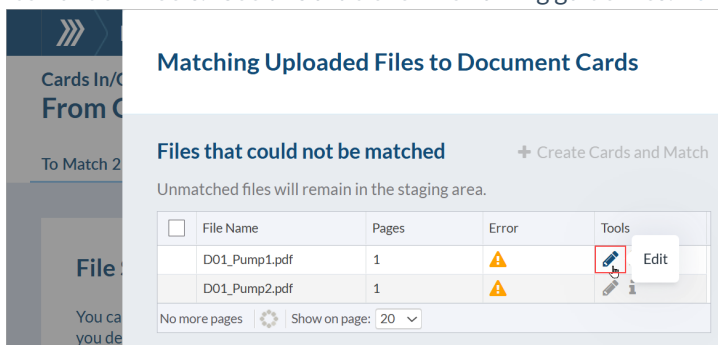 Cards In/
From
To Match 2
File
You ca
you de
Matching Uploaded Files to Document Cards
Files that could not be matched
+ Create Cards and Match
Unmatched files will remain in the staging area.
File Name Pages Error Tools
D01_Pump1.pdf 1 Edit
D01_Pump2.pdf 1
No more pages Show on page: 20